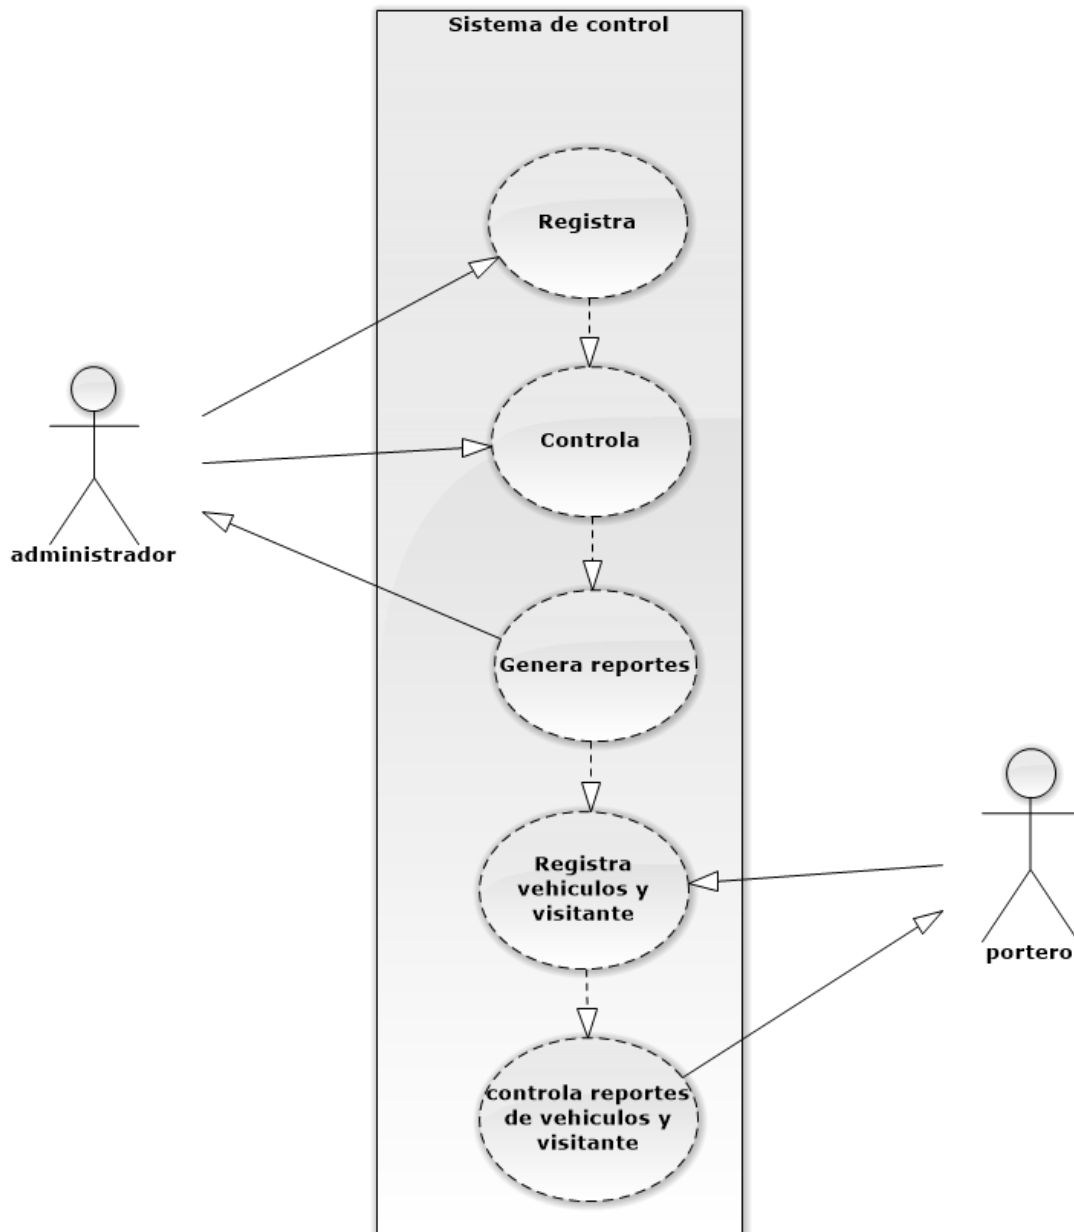 Sistema de control
Registra
Controla
administrador
Genera reportes
Registra
vehiculos y
visitante
portero
controla reportes
de vehiculos y
visitante